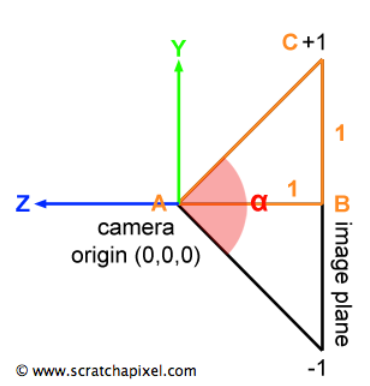 C +1
Y
1
Z
A
α
1
B
camera
origin (0,0,0)
image plane
-1
© www.scratchapixel.com